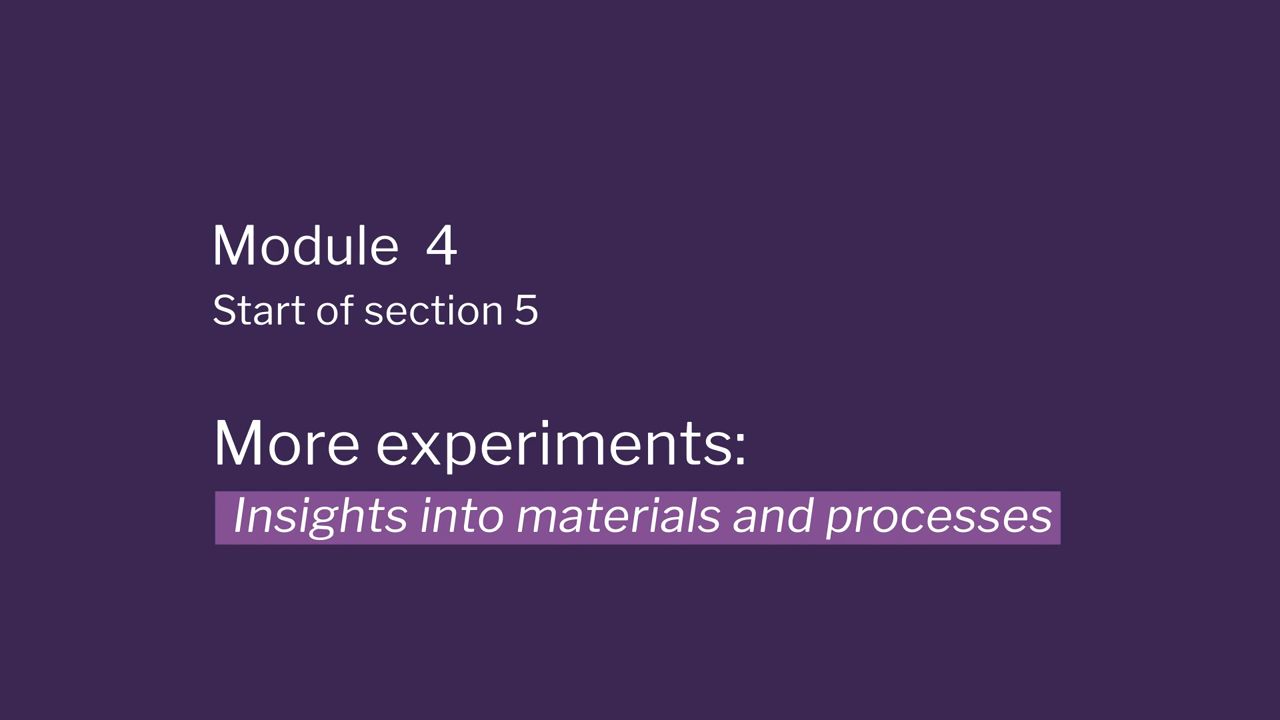 Module 4
Start of section 5
More experiments:
Insights into materials and processes